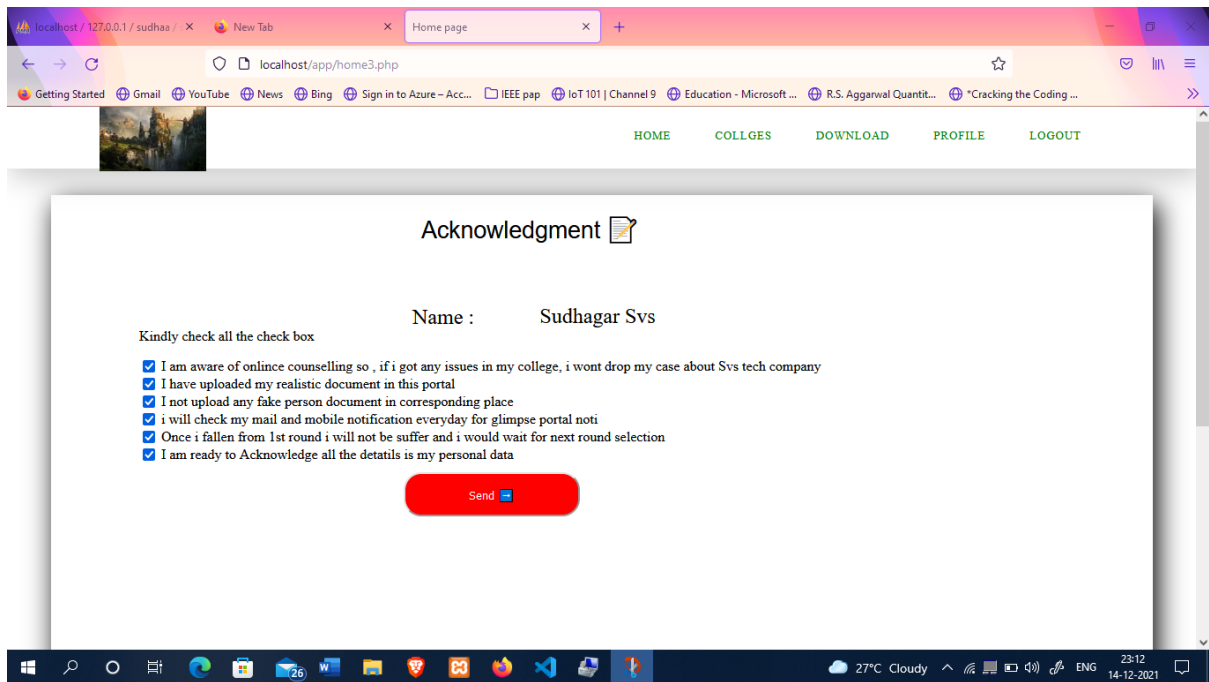 localhost / 127.0.0.1 / sudhaa /
New Tab
Home page
localhost/app/home3.php
Getting Started Gmail YouTube News Bing Sign in to Azure – Acc... IEEE pap IoT 101 | Channel 9 Education - Microsoft ... R.S. Aggarwal Quantit... *Cracking the Coding ...
HOME COLLGES DOWNLOAD PROFILE LOGOUT
Acknowledgment
Name : Sudhagar Svs
Kindly check all the check box
I am aware of onlince counselling so , if i got any issues in my college, i wont drop my case about Svs tech company
I have uploaded my realistic document in this portal
I not upload any fake person document in corresponding place
i will check my mail and mobile notification everyday for glimpse portal noti
Once i fallen from 1st round i will not be suffer and i would wait for next round selection
I am ready to Acknowledge all the detatils is my personal data
Send
26
27°C Cloudy ENG 23:12
14-12-2021